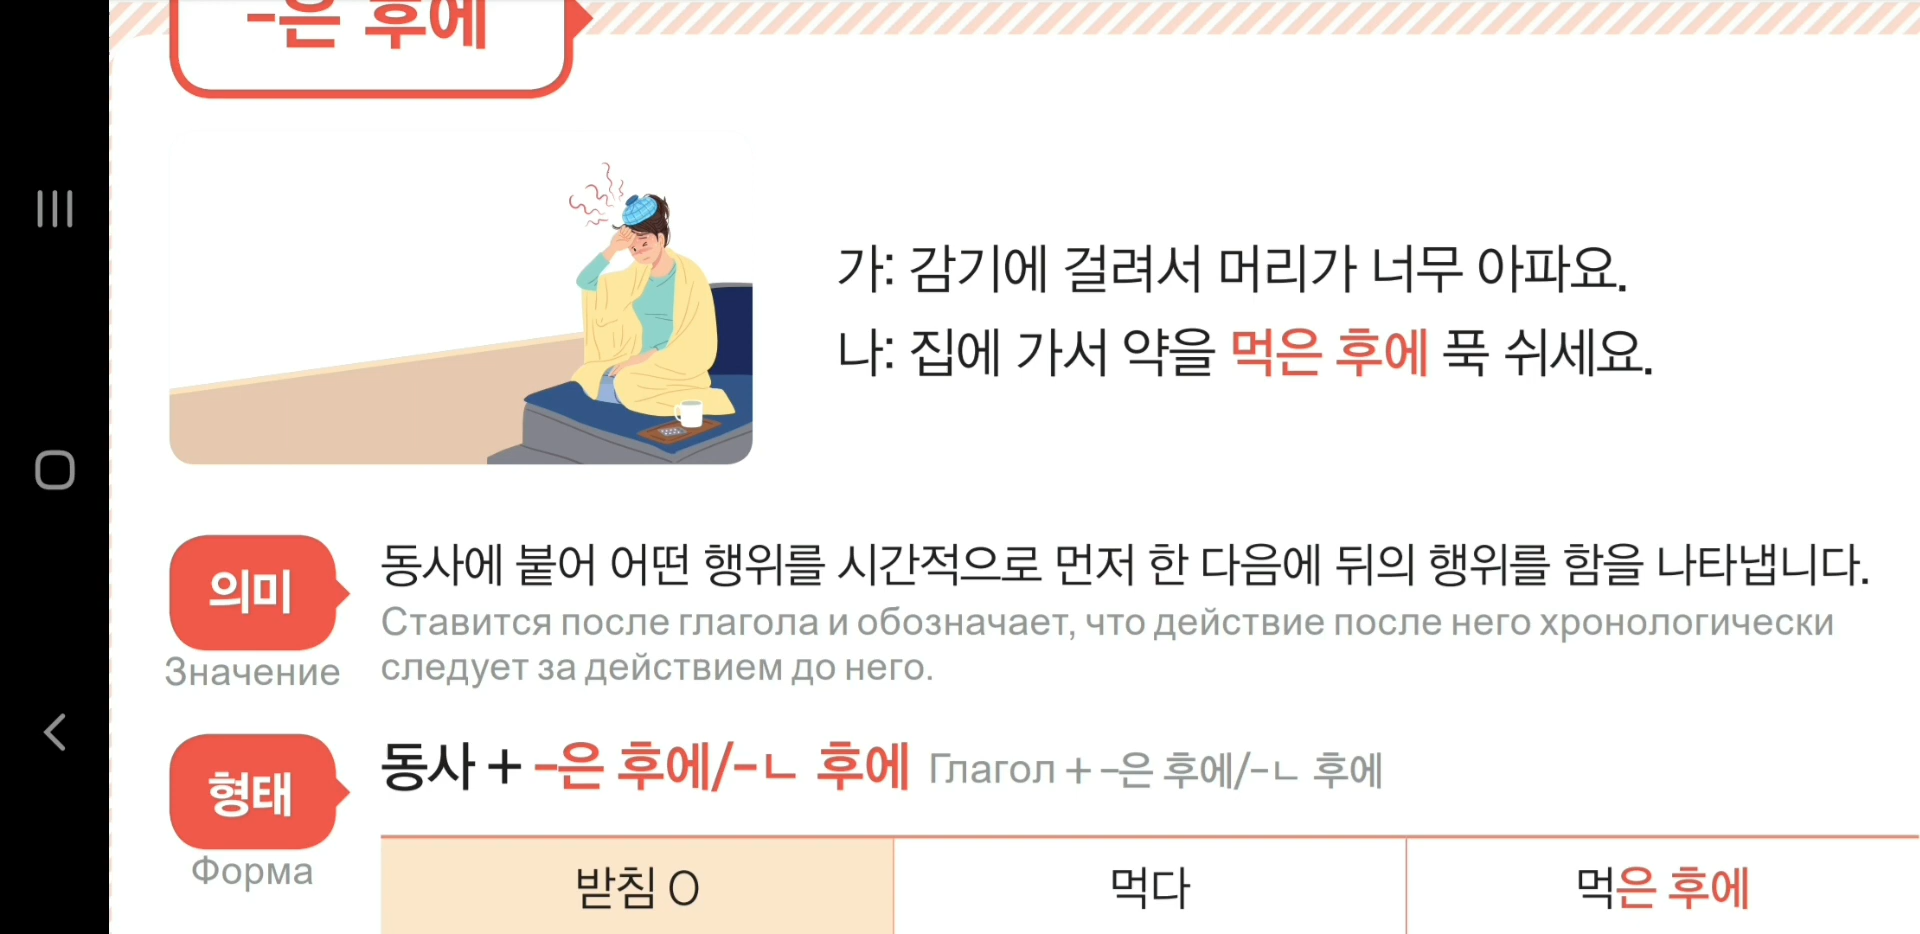 -은 후에
가: 감기에 걸려서 머리가 너무 아파요.
나: 집에 가서 약을 먹은 후에 푹 쉬세요.
의미
Значение
동사에 붙어 어떤 행위를 시간적으로 먼저 한 다음에 뒤의 행위를 함을 나타냅니다.
Ставится после глагола и обозначает, что действие после него хронологически
следует за действием до него.
형태
Форма
동사 + -은 후에/-ㄴ 후에 Глагол + -은 후에/-ㄴ 후에
받침 O 먹다 먹은 후에